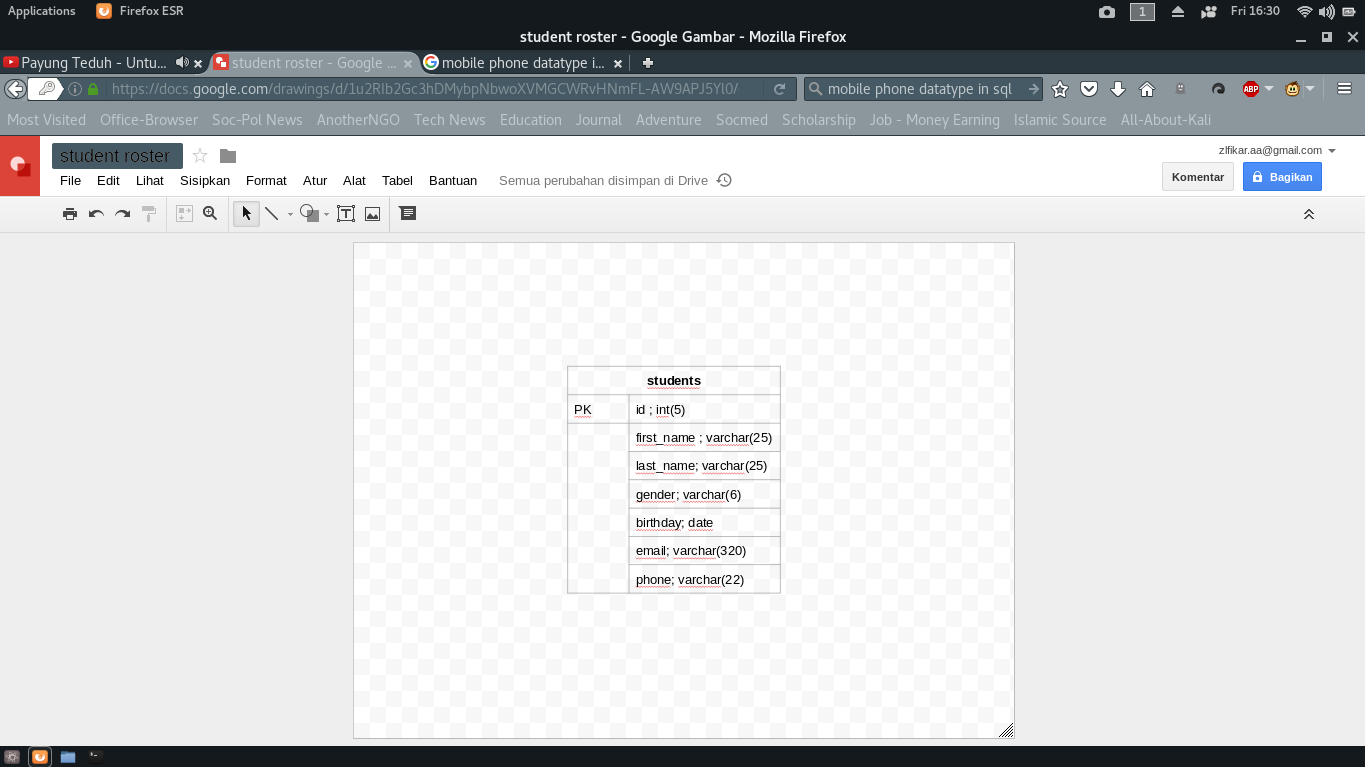 Applications Firefox ESR 1 Fri 16:30
student roster - Google Gambar - Mozilla Firefox
Payung Teduh - Untu... student roster - Google ... mobile phone datatype i...
https://docs.google.com/drawings/d/1u2RIb2Gc3hDMybpNbwoXVMGCWRvHNmFL-AW9APJ5Yl0/ mobile phone datatype in sql ABP
Most Visited Office-Browser Soc-Pol News AnotherNGO Tech News Education Journal Adventure Socmed Scholarship Job - Money Earning Islamic Source All-About-Kali
student roster zlfikar.aa@gmail.com
File Edit Lihat Sisipkan Format Atur Alat Tabel Bantuan Semua perubahan disimpan di Drive Komentar Bagikan
students
PK id ; int(5)
first_name ; varchar(25)
last_name; varchar(25)
gender; varchar(6)
birthday; date
email; varchar(320)
phone; varchar(22)